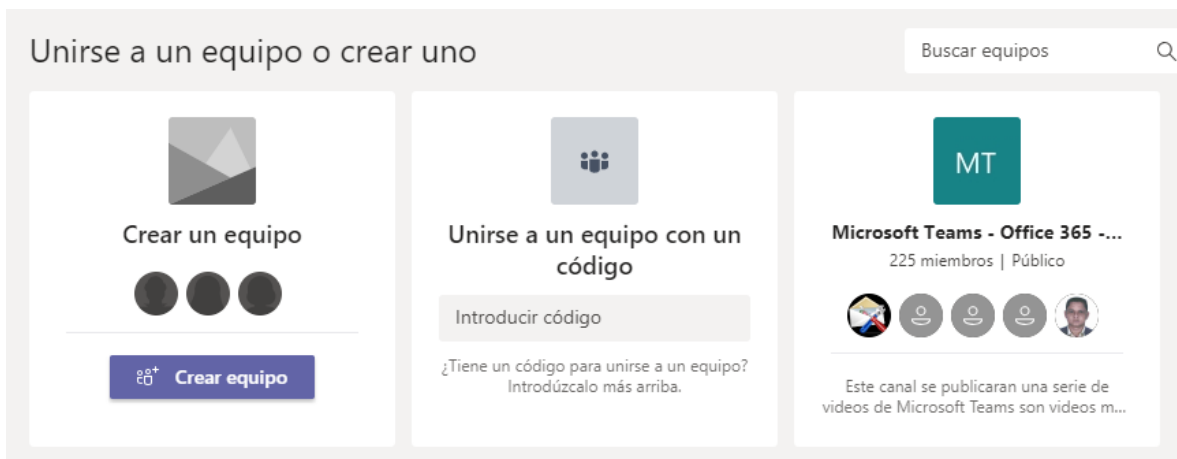 Unirse a un equipo o crear uno
Buscar equipos
Crear un equipo
Crear equipo
Unirse a un equipo con un
código
Introducir código
¿Tiene un código para unirse a un equipo?
Introdúzcalo más arriba.
MT
Microsoft Teams - Office 365 -...
225 miembros | Público
Este canal se publicaran una serie de
videos de Microsoft Teams son videos m...